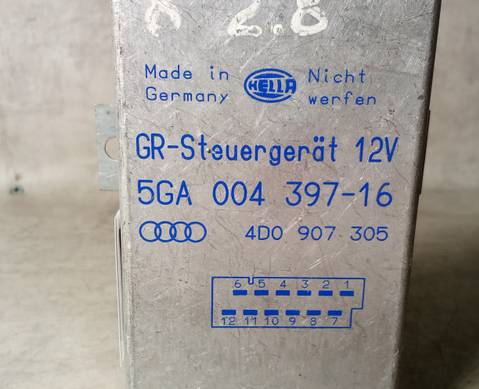 2.8
Made in Germany
HELLA
Nicht werfen
GR-Steuergerät 12V
5GA 004 397-16
4D0 907 305
6 5 4 3 2 1
12 11 10 9 8 7